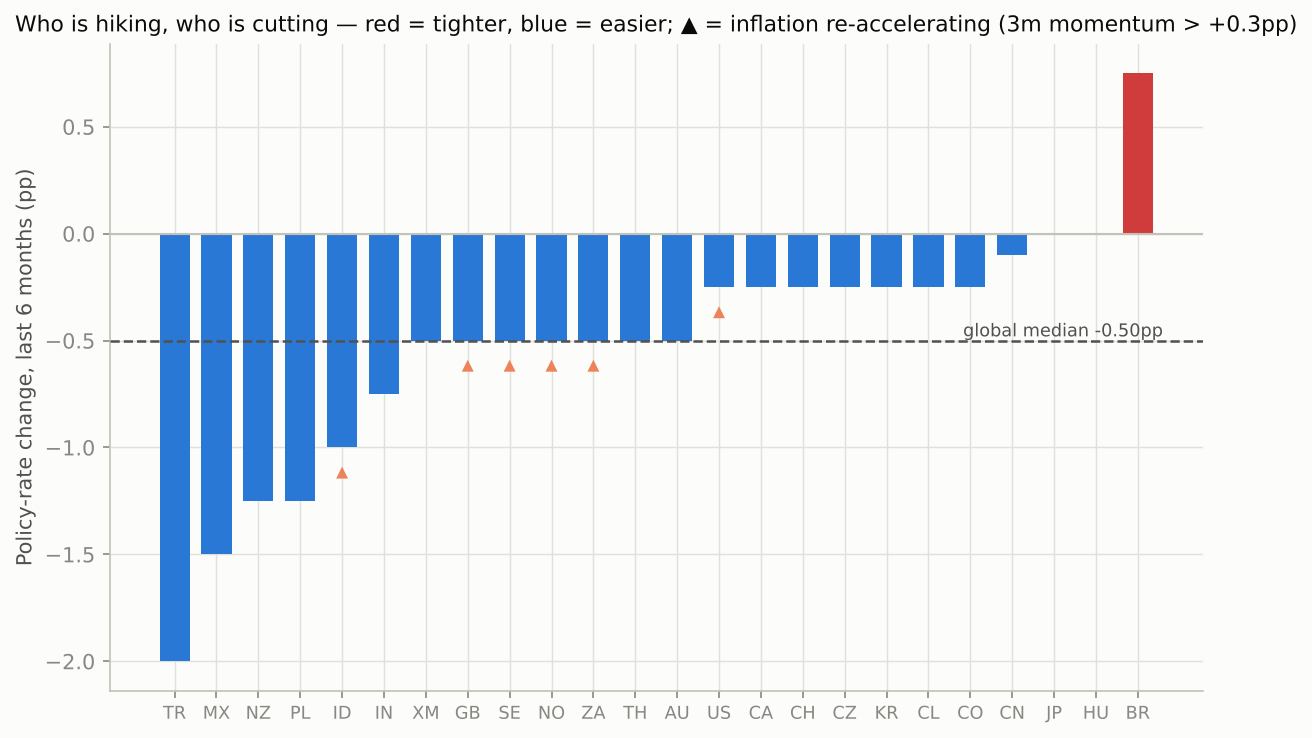 Who is hiking, who is cutting — red = tighter, blue = easier; ▲ = inflation re-accelerating (3m momentum > +0.3pp)
Policy-rate change, last 6 months (pp)
0.5
0.0
−0.5
−1.0
−1.5
−2.0
global median -0.50pp
TR MX NZ PL ID IN XM GB SE NO ZA TH AU US CA CH CZ KR CL CO CN JP HU BR